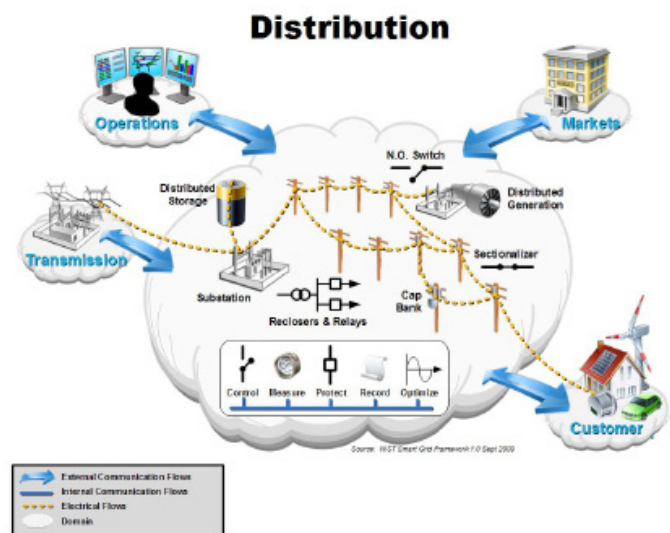 Distribution
Operations
Markets
N.O. Switch
Distributed
Storage
Distributed
Generation
Transmission
Sectionalizer
Substation
Cap
Bank
Reclosers & Relays
Control
Measure
Protect
Record
Optimize
Customer
Source: NIST Smart Grid Framework 1.0 Sept 2009
External Communication Flows
Internal Communication Flows
Electrical Flows
Domain